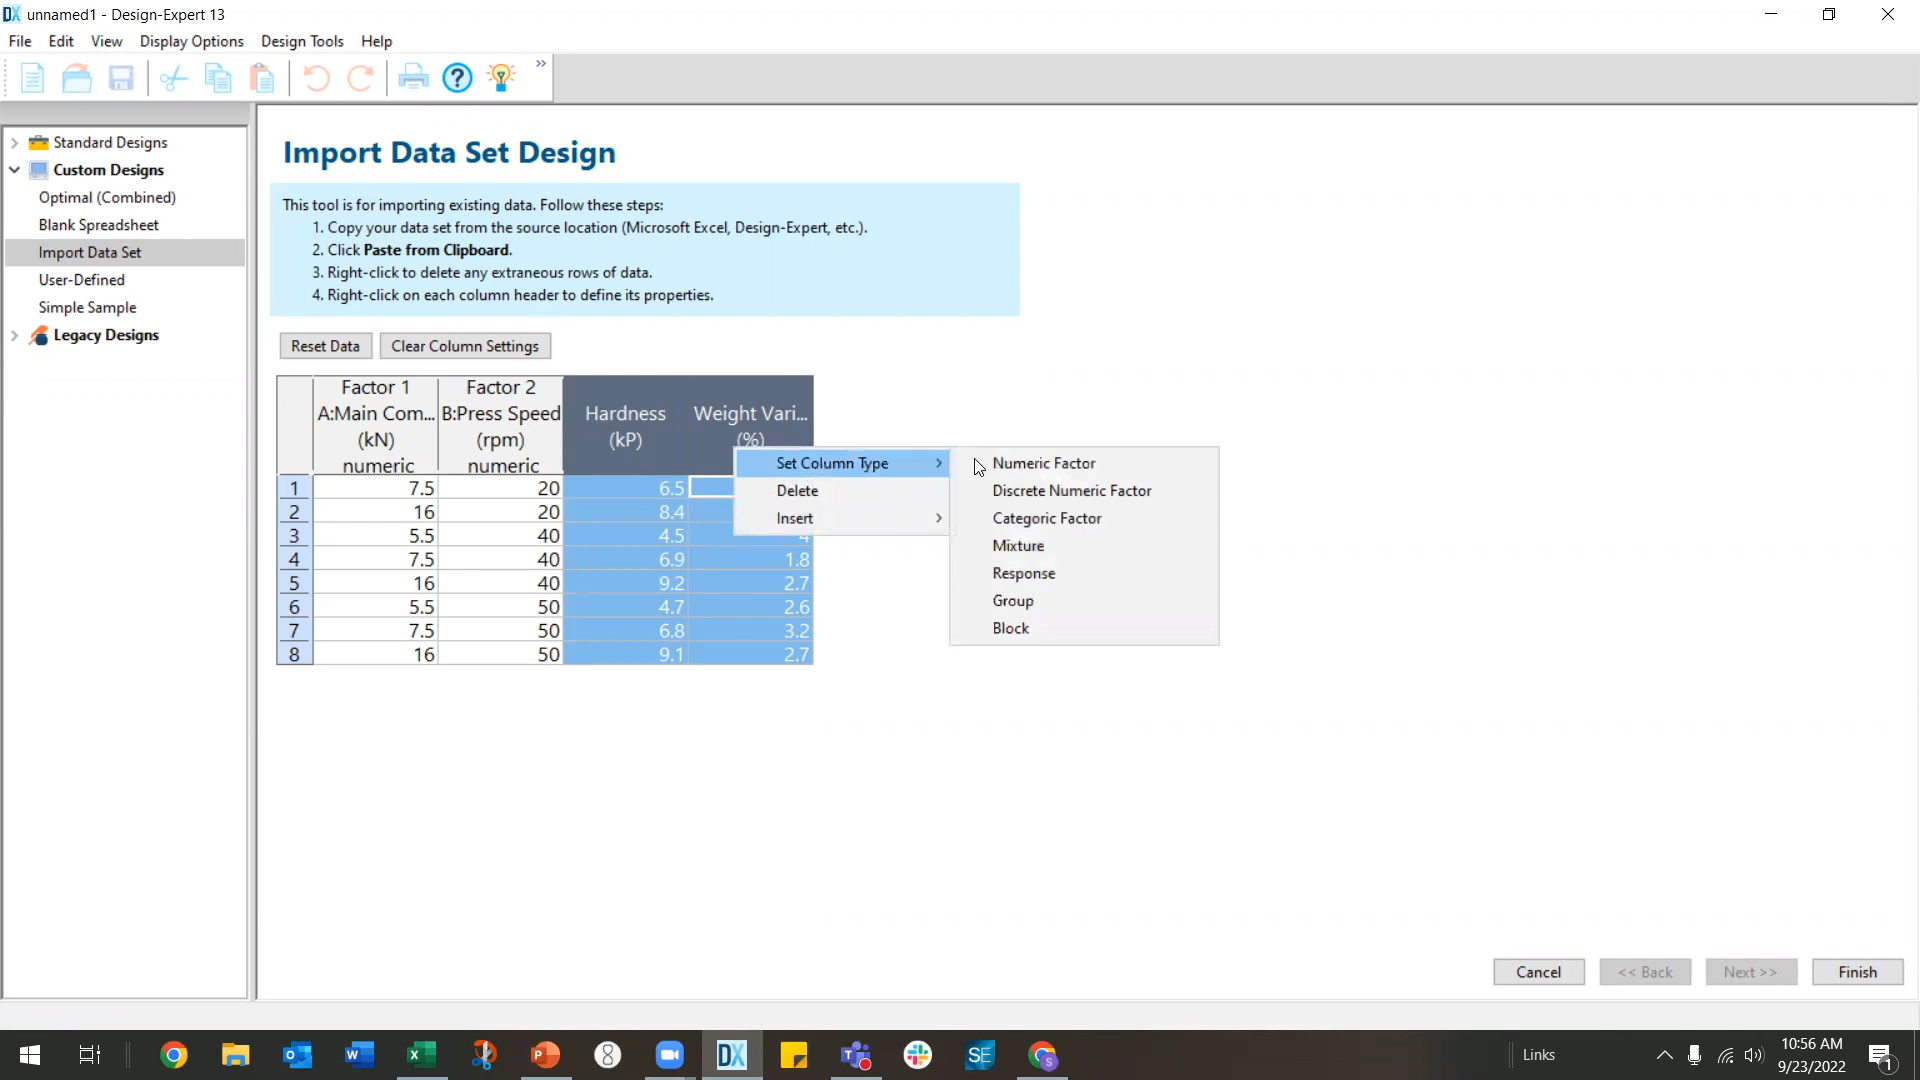 unnamed1 - Design-Expert 13
File Edit View Display Options Design Tools Help
»
Standard Designs
Custom Designs
Optimal (Combined)
Blank Spreadsheet
Import Data Set
User-Defined
Simple Sample
Legacy Designs
Import Data Set Design
This tool is for importing existing data. Follow these steps:
1. Copy your data set from the source location (Microsoft Excel, Design-Expert, etc.).
2. Click Paste from Clipboard.
3. Right-click to delete any extraneous rows of data.
4. Right-click on each column header to define its properties.
Reset Data Clear Column Settings
Factor 1 Factor 2
A:Main Com... B:Press Speed Hardness Weight Vari...
(kN) (rpm) (kP) (%)
numeric numeric
1 7.5 20 6.5
2 16 20 8.4
3 5.5 40 4.5 4
4 7.5 40 6.9 1.8
5 16 40 9.2 2.7
6 5.5 50 4.7 2.6
7 7.5 50 6.8 3.2
8 16 50 9.1 2.7
Set Column Type
Delete
Insert
Numeric Factor
Discrete Numeric Factor
Categoric Factor
Mixture
Response
Group
Block
Cancel << Back Next >> Finish
Links
10:56 AM
9/23/2022
1